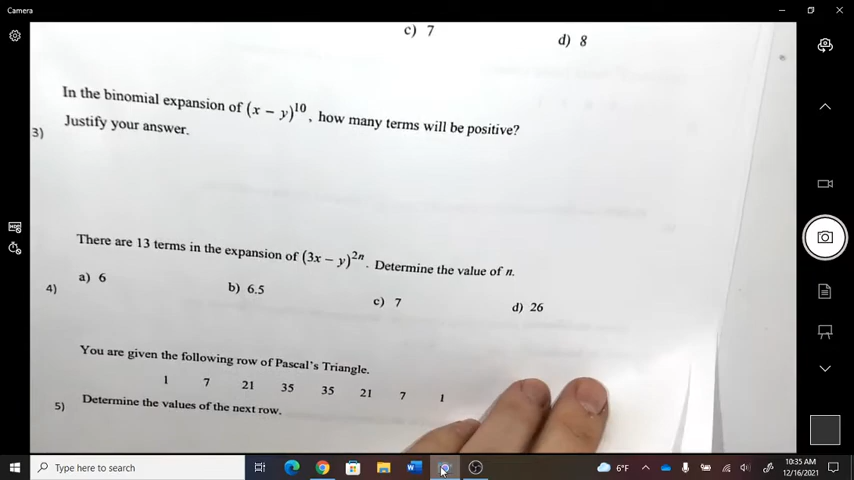 Camera
c) 7
d) 8
In the binomial expansion of (x − y)^10, how many terms will be positive?
Justify your answer.
3)
There are 13 terms in the expansion of (3x − y)^2n. Determine the value of n.
a) 6
b) 6.5
c) 7
d) 26
4)
You are given the following row of Pascal's Triangle.
1 7 21 35 35 21 7 1
5) Determine the values of the next row.
Type here to search
6°F
10:35 AM
12/16/2021